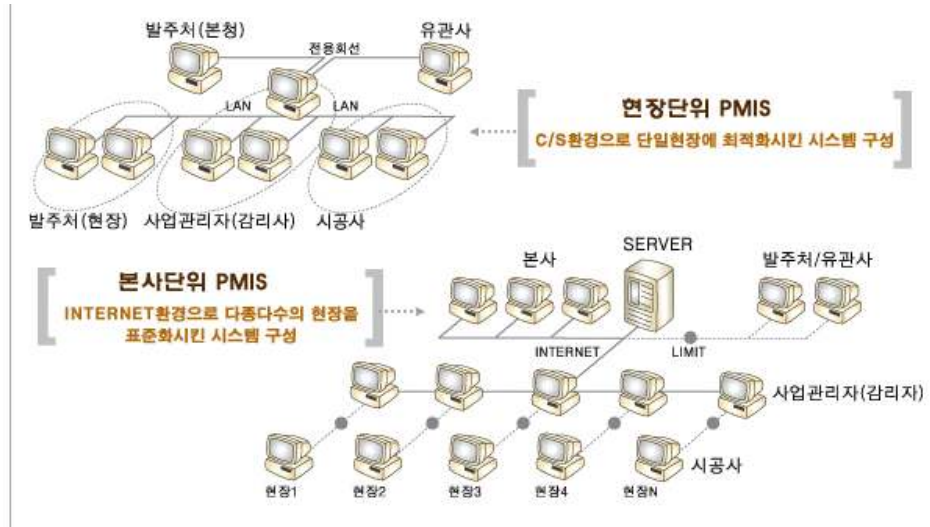 발주처(본청)
유관사
전용회선
LAN
LAN
발주처(현장)
사업관리자(감리사)
시공사
현장단위 PMIS
C/S환경으로 단일현장에 최적화시킨 시스템 구성
본사단위 PMIS
INTERNET환경으로 다종다수의 현장을
표준화시킨 시스템 구성
본사
SERVER
발주처/유관사
INTERNET
LIMIT
사업관리자(감리자)
시공사
현장1
현장2
현장3
현장4
현장N